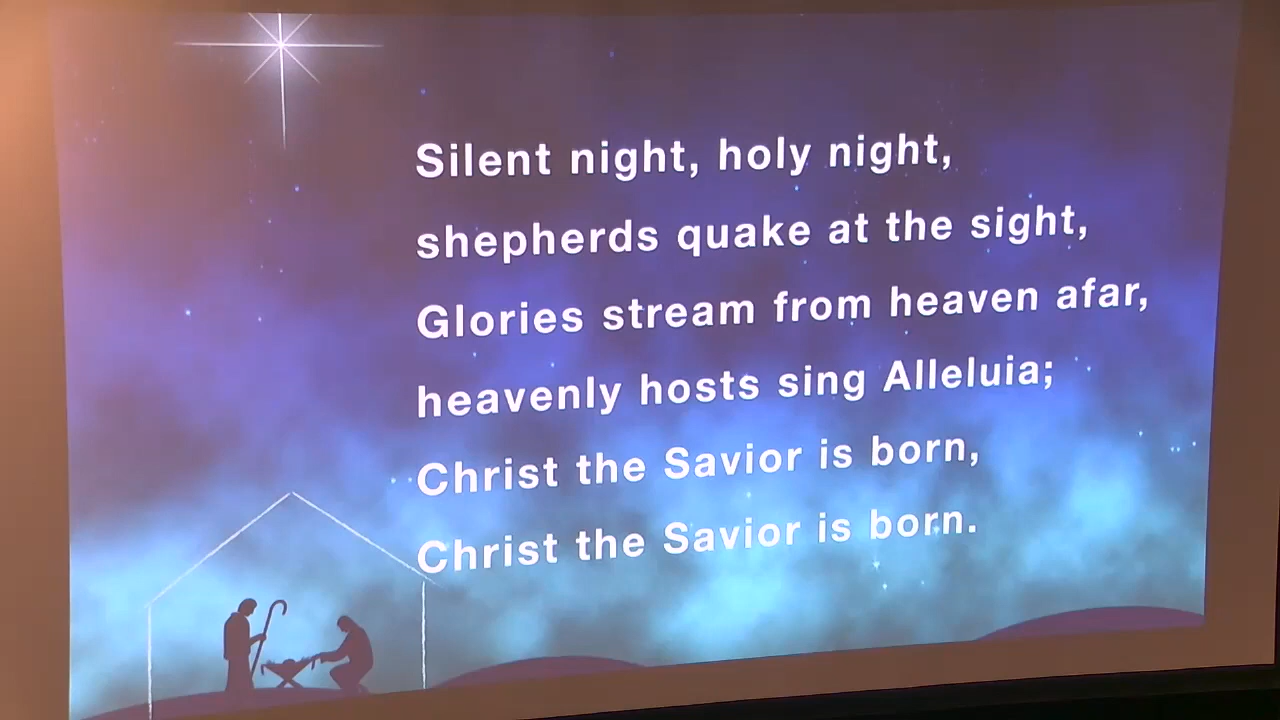 Silent night, holy night,
shepherds quake at the sight,
Glories stream from heaven afar,
heavenly hosts sing Alleluia;
Christ the Savior is born,
Christ the Savior is born.